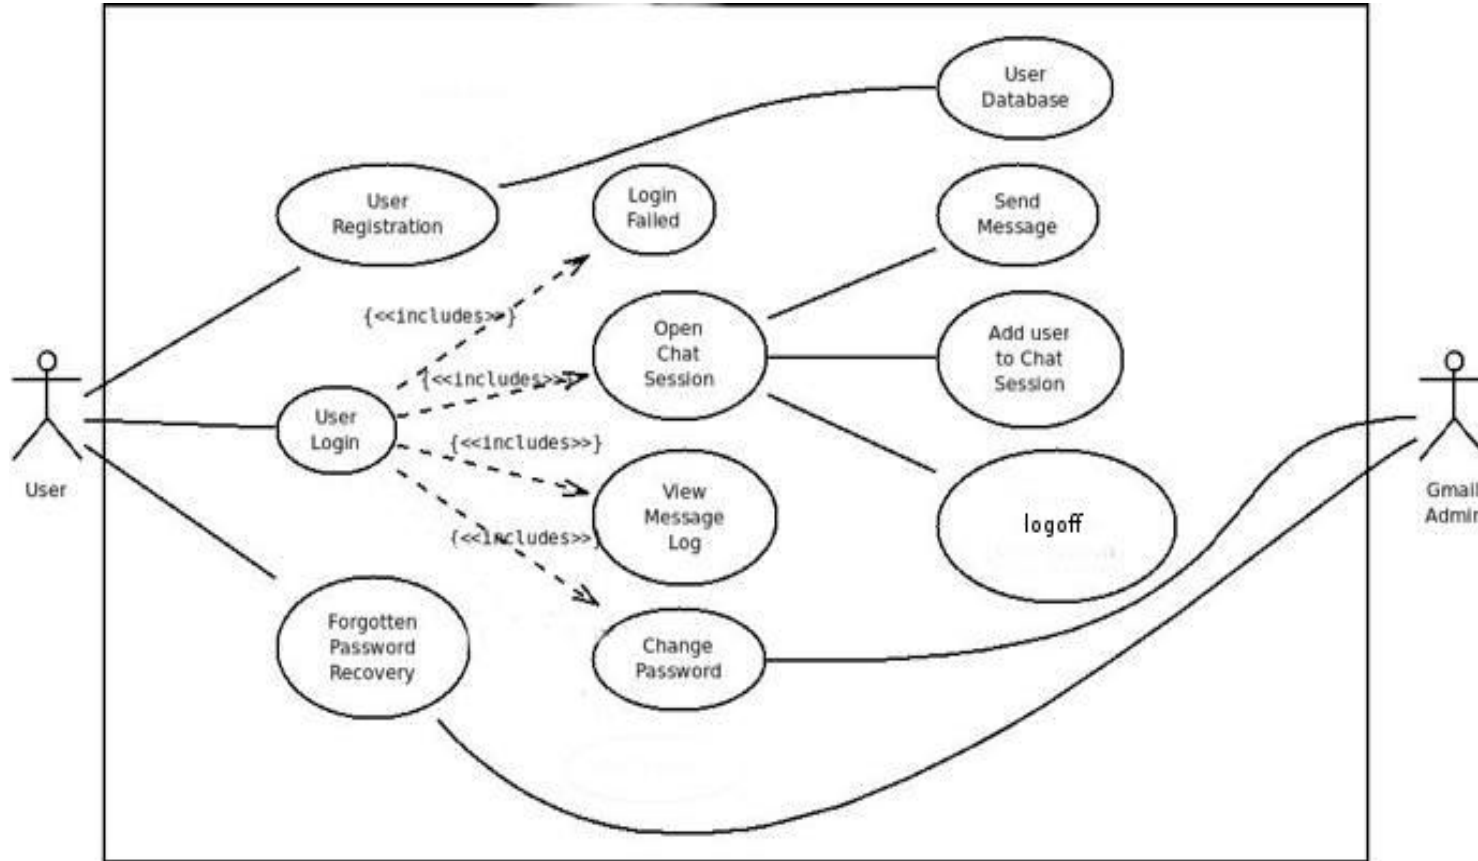 User
Database
User
Registration
Login
Failed
Send
Message
{<<includes>>}
Open
Chat
Session
Add user
to Chat
Session
{<<includes>>}
User
Login
{<<includes>>}
User
View
Message
Log
logoff
Gmail
Admin
{<<includes>>}
Forgotten
Password
Recovery
Change
Password